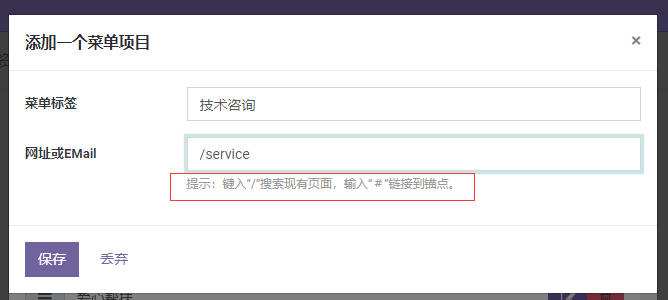 添加一个菜单项目
×
菜单标签
技术咨询
网址或EMail
/service
提示：键入“/”搜索现有页面，输入“＃”链接到锚点。
保存
丢弃